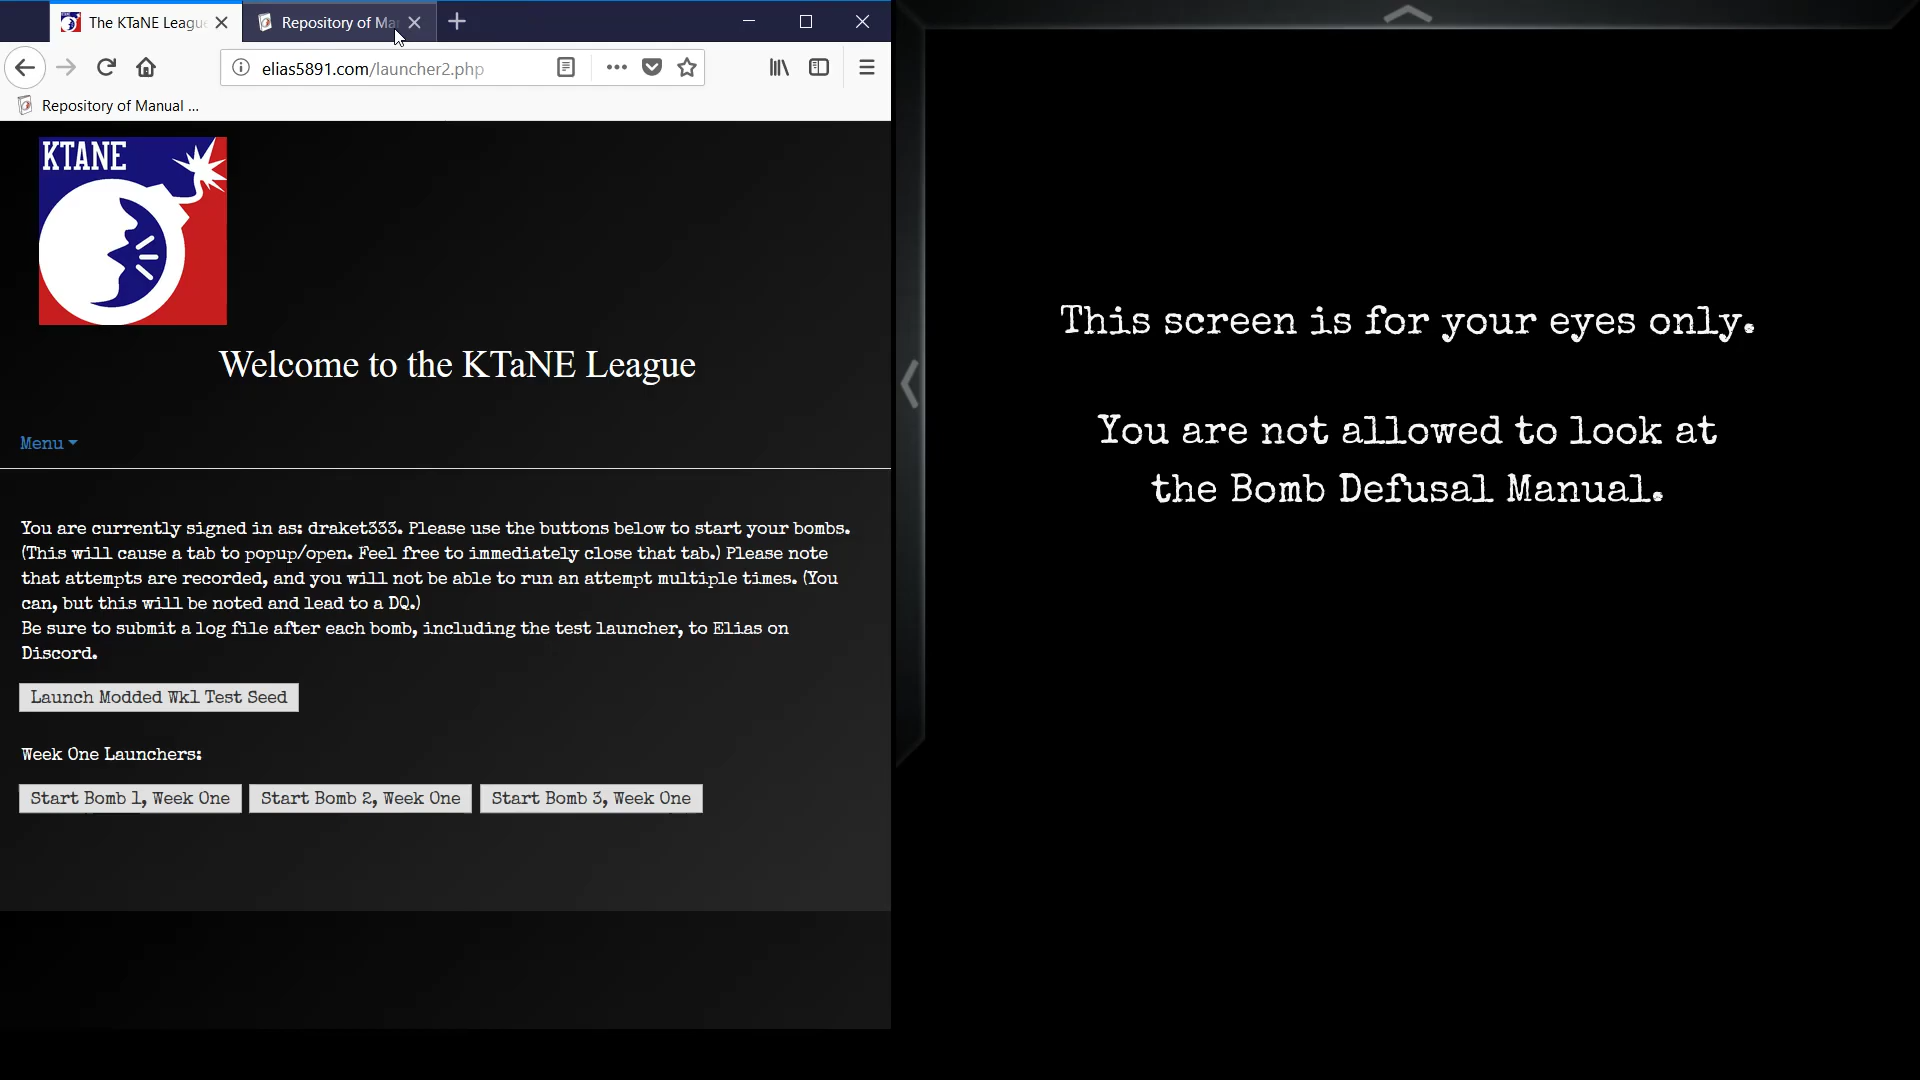 The KTaNE League
Repository of Ma
elias5891.com/launcher2.php
Repository of Manual ...
KTANE
Welcome to the KTaNE League
Menu
You are currently signed in as: draket333. Please use the buttons below to start your bombs.
(This will cause a tab to popup/open. Feel free to immediately close that tab.) Please note
that attempts are recorded, and you will not be able to run an attempt multiple times. (You
can, but this will be noted and lead to a DQ.)
Be sure to submit a log file after each bomb, including the test launcher, to Elias on
Discord.
Launch Modded Wk1 Test Seed
Week One Launchers:
Start Bomb 1, Week One Start Bomb 2, Week One Start Bomb 3, Week One
This screen is for your eyes only.
You are not allowed to look at
the Bomb Defusal Manual.